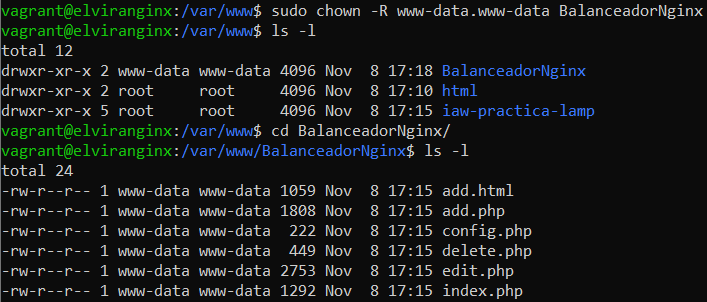 vagrant@elviranginx:/var/www$ sudo chown -R www-data.www-data BalanceadorNginx
vagrant@elviranginx:/var/www$ ls -l
total 12
drwxr-xr-x 2 www-data www-data 4096 Nov  8 17:18 BalanceadorNginx
drwxr-xr-x 2 root     root     4096 Nov  8 17:10 html
drwxr-xr-x 5 root     root     4096 Nov  8 17:15 iaw-practica-lamp
vagrant@elviranginx:/var/www$ cd BalanceadorNginx/
vagrant@elviranginx:/var/www/BalanceadorNginx$ ls -l
total 24
-rw-r--r-- 1 www-data www-data 1059 Nov  8 17:15 add.html
-rw-r--r-- 1 www-data www-data 1808 Nov  8 17:15 add.php
-rw-r--r-- 1 www-data www-data  222 Nov  8 17:15 config.php
-rw-r--r-- 1 www-data www-data  449 Nov  8 17:15 delete.php
-rw-r--r-- 1 www-data www-data 2753 Nov  8 17:15 edit.php
-rw-r--r-- 1 www-data www-data 1292 Nov  8 17:15 index.php